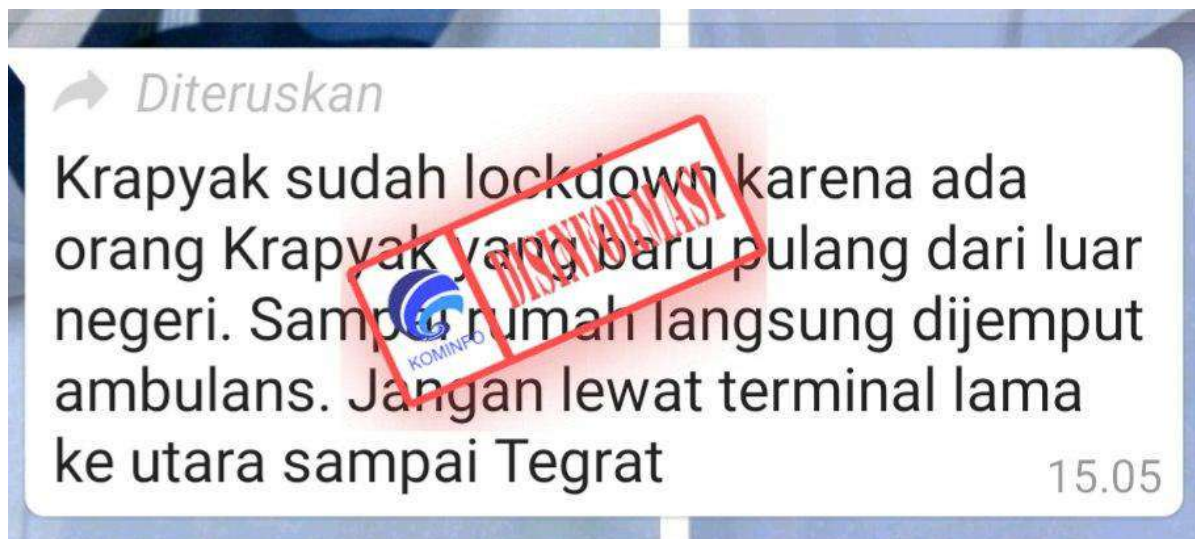 Diteruskan
Krapyak sudah lockdown karena ada
orang Krapyak yang baru pulang dari luar
negeri. Sampai rumah langsung dijemput
ambulans. Jangan lewat terminal lama
ke utara sampai Tegrat
15.05
DISINFORMASI
KOMINFO